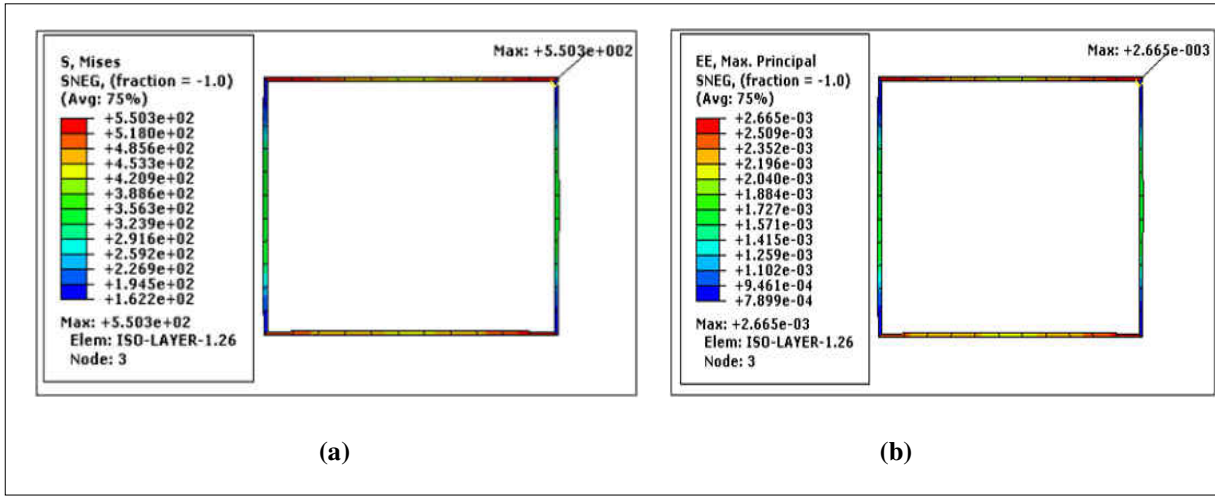 S, Mises
SNEG, (fraction = -1.0)
(Avg: 75%)
+5.503e+02
+5.180e+02
+4.856e+02
+4.533e+02
+4.209e+02
+3.886e+02
+3.563e+02
+3.239e+02
+2.916e+02
+2.592e+02
+2.269e+02
+1.945e+02
+1.622e+02
Max: +5.503e+02
Elem: ISO-LAYER-1.26
Node: 3
Max: +5.503e+002
EE, Max. Principal
SNEG, (fraction = -1.0)
(Avg: 75%)
+2.665e-03
+2.509e-03
+2.352e-03
+2.196e-03
+2.040e-03
+1.884e-03
+1.727e-03
+1.571e-03
+1.415e-03
+1.259e-03
+1.102e-03
+9.461e-04
+7.899e-04
Max: +2.665e-03
Elem: ISO-LAYER-1.26
Node: 3
Max: +2.665e-003
(a)
(b)